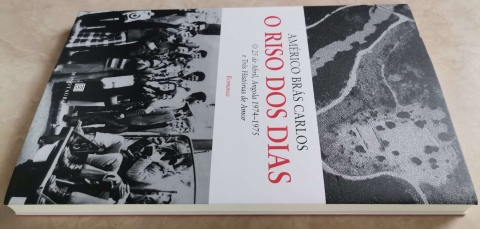 AMÉRICO BRÁS CARLOS
O RISO DOS DIAS
O 25 de Abril, Angola 1974-1975
e Três Histórias de Amor
Romance